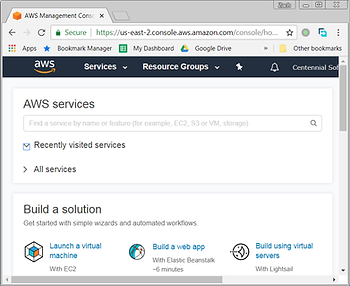 AWS Management Conso
Zach
Secure | https://us-east-2.console.aws.amazon.com/console/ho...
Apps Bookmark Manager My Dashboard Google Drive » Other bookmarks
aws Services Resource Groups Centennial Sol
AWS services
Find a service by name or feature (for example, EC2, S3 or VM, storage)
Recently visited services
All services
Build a solution
Get started with simple wizards and automated workflows.
Launch a virtual machine
With EC2
Build a web app
With Elastic Beanstalk
~6 minutes
Build using virtual servers
With Lightsail